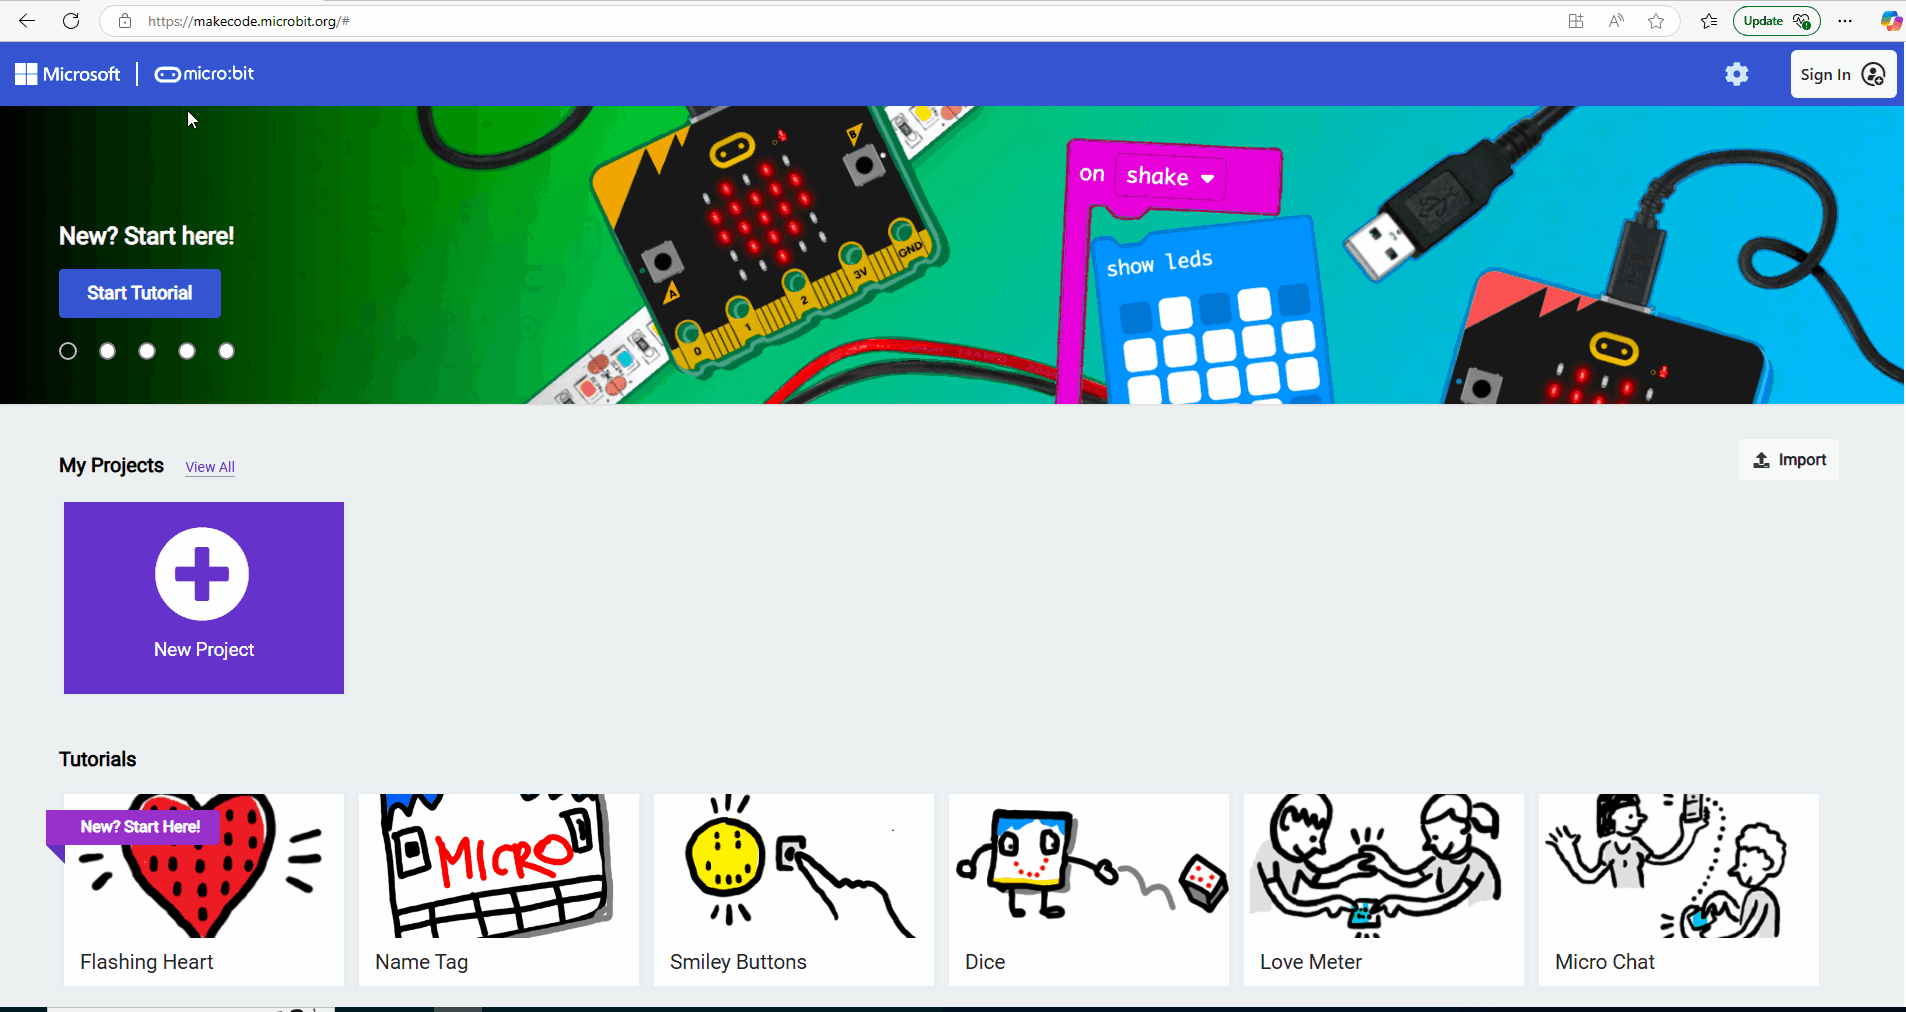 https://makecode.microbit.org/#
Update
Microsoft
micro:bit
Sign In
New? Start here!
Start Tutorial
A
B
0
1
2
3V
GND
on shake
show leds
My Projects
View All
Import
New Project
Tutorials
New? Start Here!
MICRO
Flashing Heart
Name Tag
Smiley Buttons
Dice
Love Meter
Micro Chat